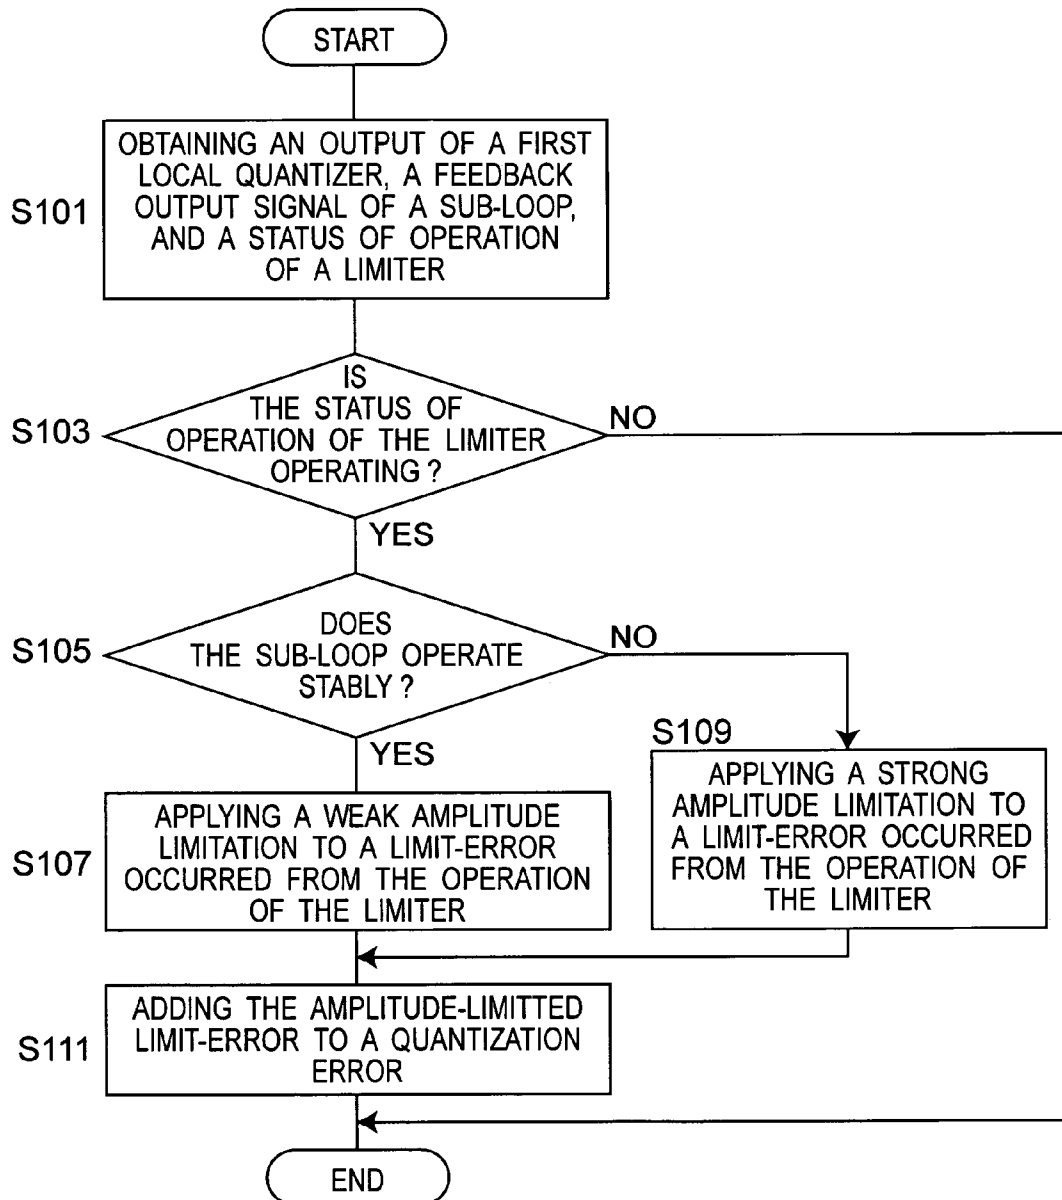 START
OBTAINING AN OUTPUT OF A FIRST
LOCAL QUANTIZER, A FEEDBACK
OUTPUT SIGNAL OF A SUB-LOOP,
AND A STATUS OF OPERATION
OF A LIMITER
S101
IS
THE STATUS OF
OPERATION OF THE LIMITER
OPERATING ?
S103
NO
YES
DOES
THE SUB-LOOP OPERATE
STABLY ?
S105
NO
YES
S109
APPLYING A STRONG
AMPLITUDE LIMITATION TO
A LIMIT-ERROR OCCURRED
FROM THE OPERATION OF
THE LIMITER
APPLYING A WEAK AMPLITUDE
LIMITATION TO A LIMIT-ERROR
OCCURRED FROM THE OPERATION
OF THE LIMITER
S107
ADDING THE AMPLITUDE-LIMITTED
LIMIT-ERROR TO A QUANTIZATION
ERROR
S111
END